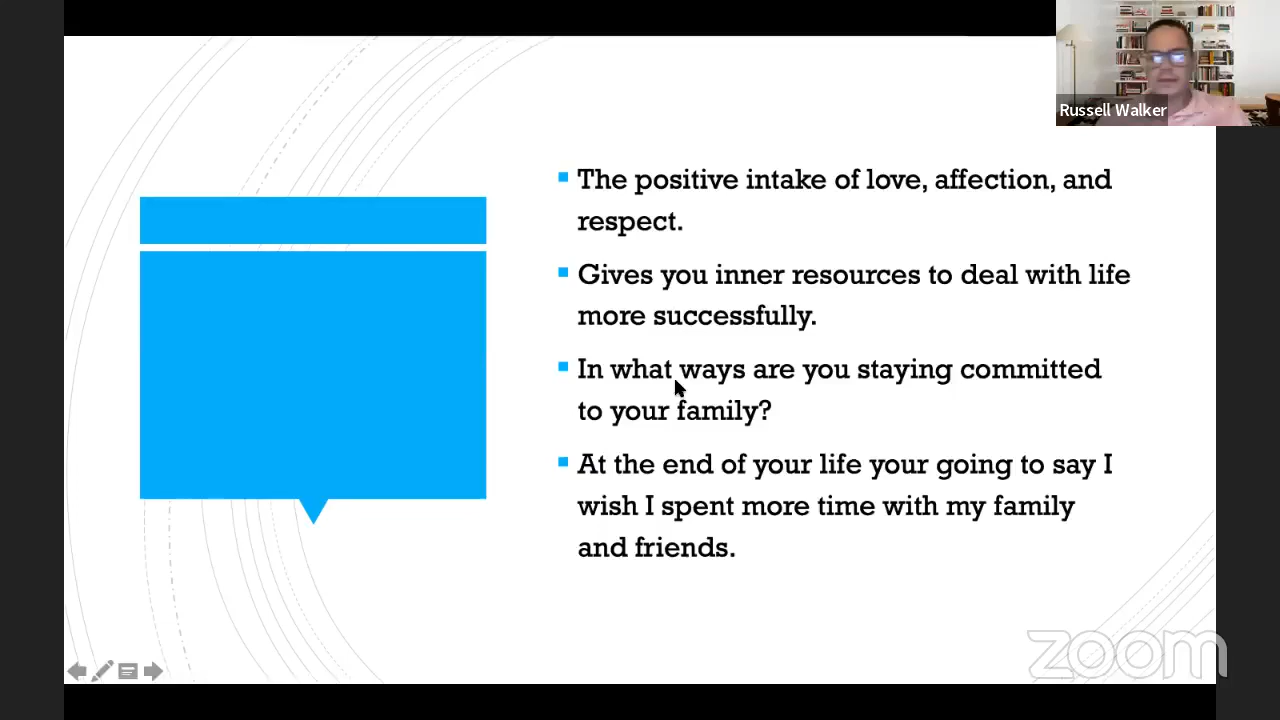 Russell Walker
The positive intake of love, affection, and
respect.
Gives you inner resources to deal with life
more successfully.
In what ways are you staying committed
to your family?
At the end of your life your going to say I
wish I spent more time with my family
and friends.
zoom